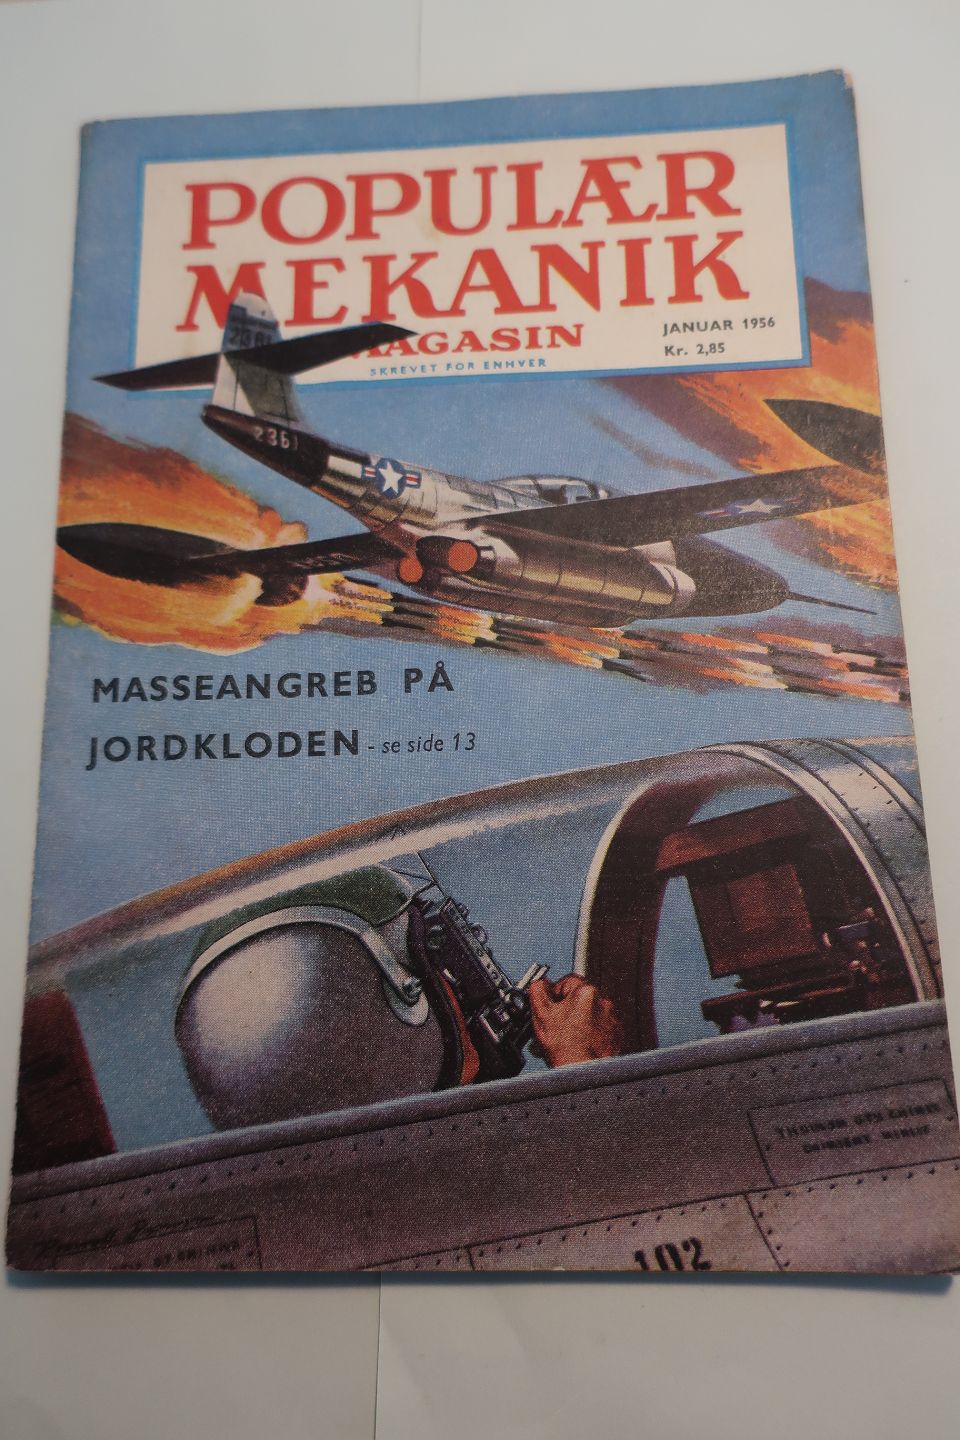 POPULÆR
MEKANIK
MAGASIN
SKREVET FOR ENHVER
JANUAR 1956
Kr. 2,85
2361
2361
MASSEANGREB PÅ
JORDKLODEN - se side 13
102